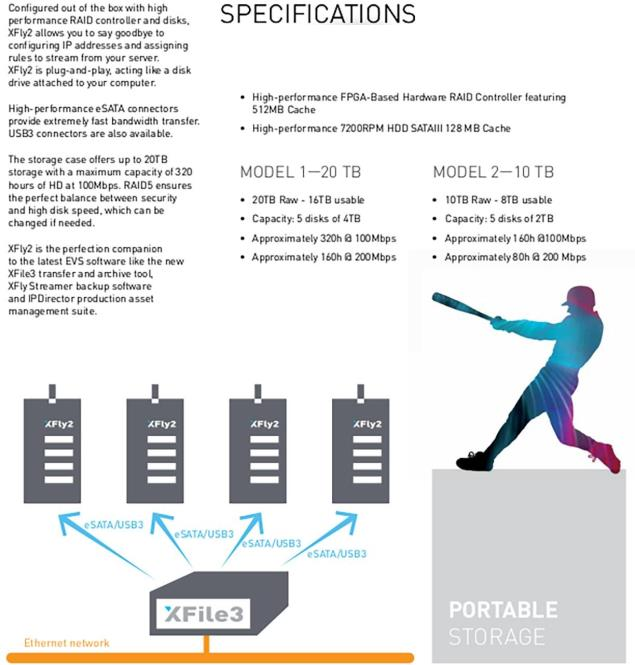 Configured out of the box with high
performance RAID controller and disks,
XFly2 allows you to say goodbye to
configuring IP addresses and assigning
rules to stream from your server.
XFly2 is plug-and-play, acting like a disk
drive attached to your computer.
High-performance eSATA connectors
provide extremely fast bandwidth transfer.
USB3 connectors are also available.
The storage case offers up to 20TB
storage with a maximum capacity of 320
hours of HD at 100Mbps. RAID5 ensures
the perfect balance between security
and high disk speed, which can be
changed if needed.
XFly2 is the perfection companion
to the latest EVS software like the new
XFile3 transfer and archive tool,
XFly Streamer backup software
and IPDirector production asset
management suite.
SPECIFICATIONS
• High-performance FPGA-Based Hardware RAID Controller featuring
512MB Cache
• High-performance 7200RPM HDD SATAIII 128 MB Cache
MODEL 1—20 TB
• 20TB Raw - 16TB usable
• Capacity: 5 disks of 4TB
• Approximately 320h @ 100Mbps
• Approximately 160h @ 200Mbps
MODEL 2—10 TB
• 10TB Raw - 8TB usable
• Capacity: 5 disks of 2TB
• Approximately 160h @100Mbps
• Approximately 80h @ 200 Mbps
XFly2
XFly2
XFly2
XFly2
eSATA/USB3
eSATA/USB3
eSATA/USB3
eSATA/USB3
XFile3
Ethernet network
PORTABLE
STORAGE